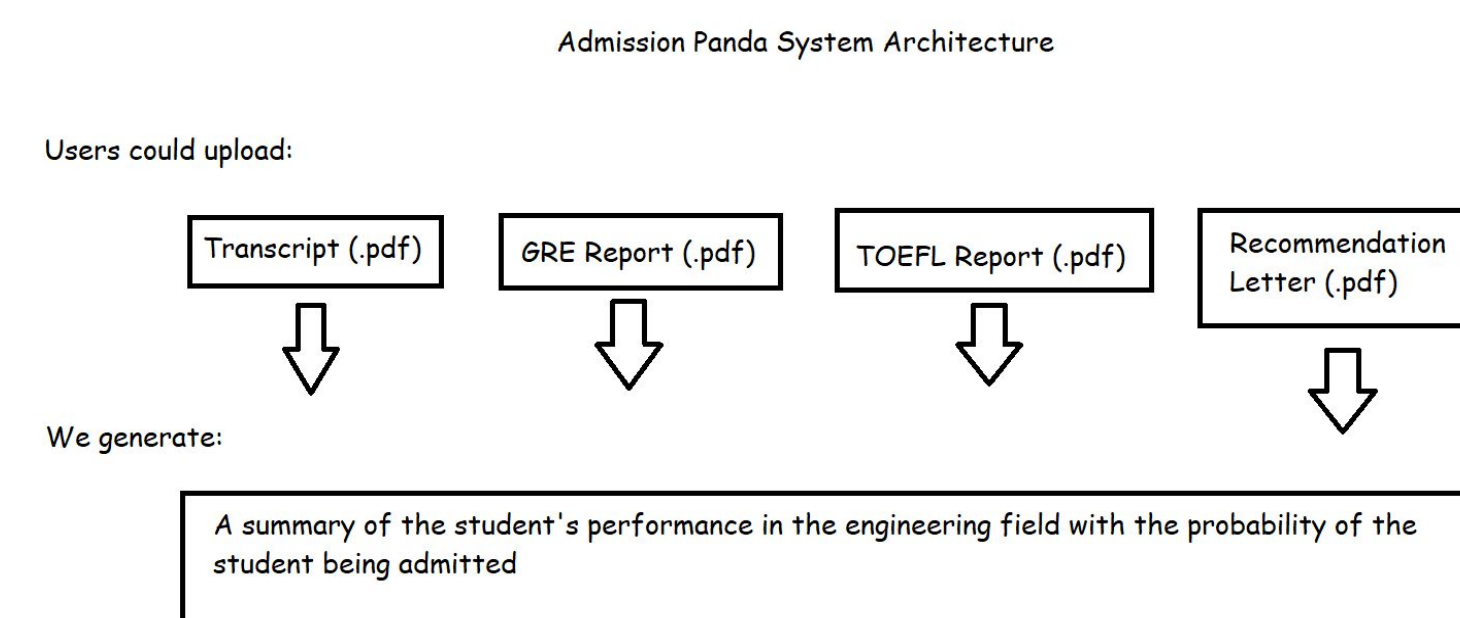 Admission Panda System Architecture
Users could upload:
Transcript (.pdf)
GRE Report (.pdf)
TOEFL Report (.pdf)
Recommendation
Letter (.pdf)
We generate:
A summary of the student's performance in the engineering field with the probability of the
student being admitted